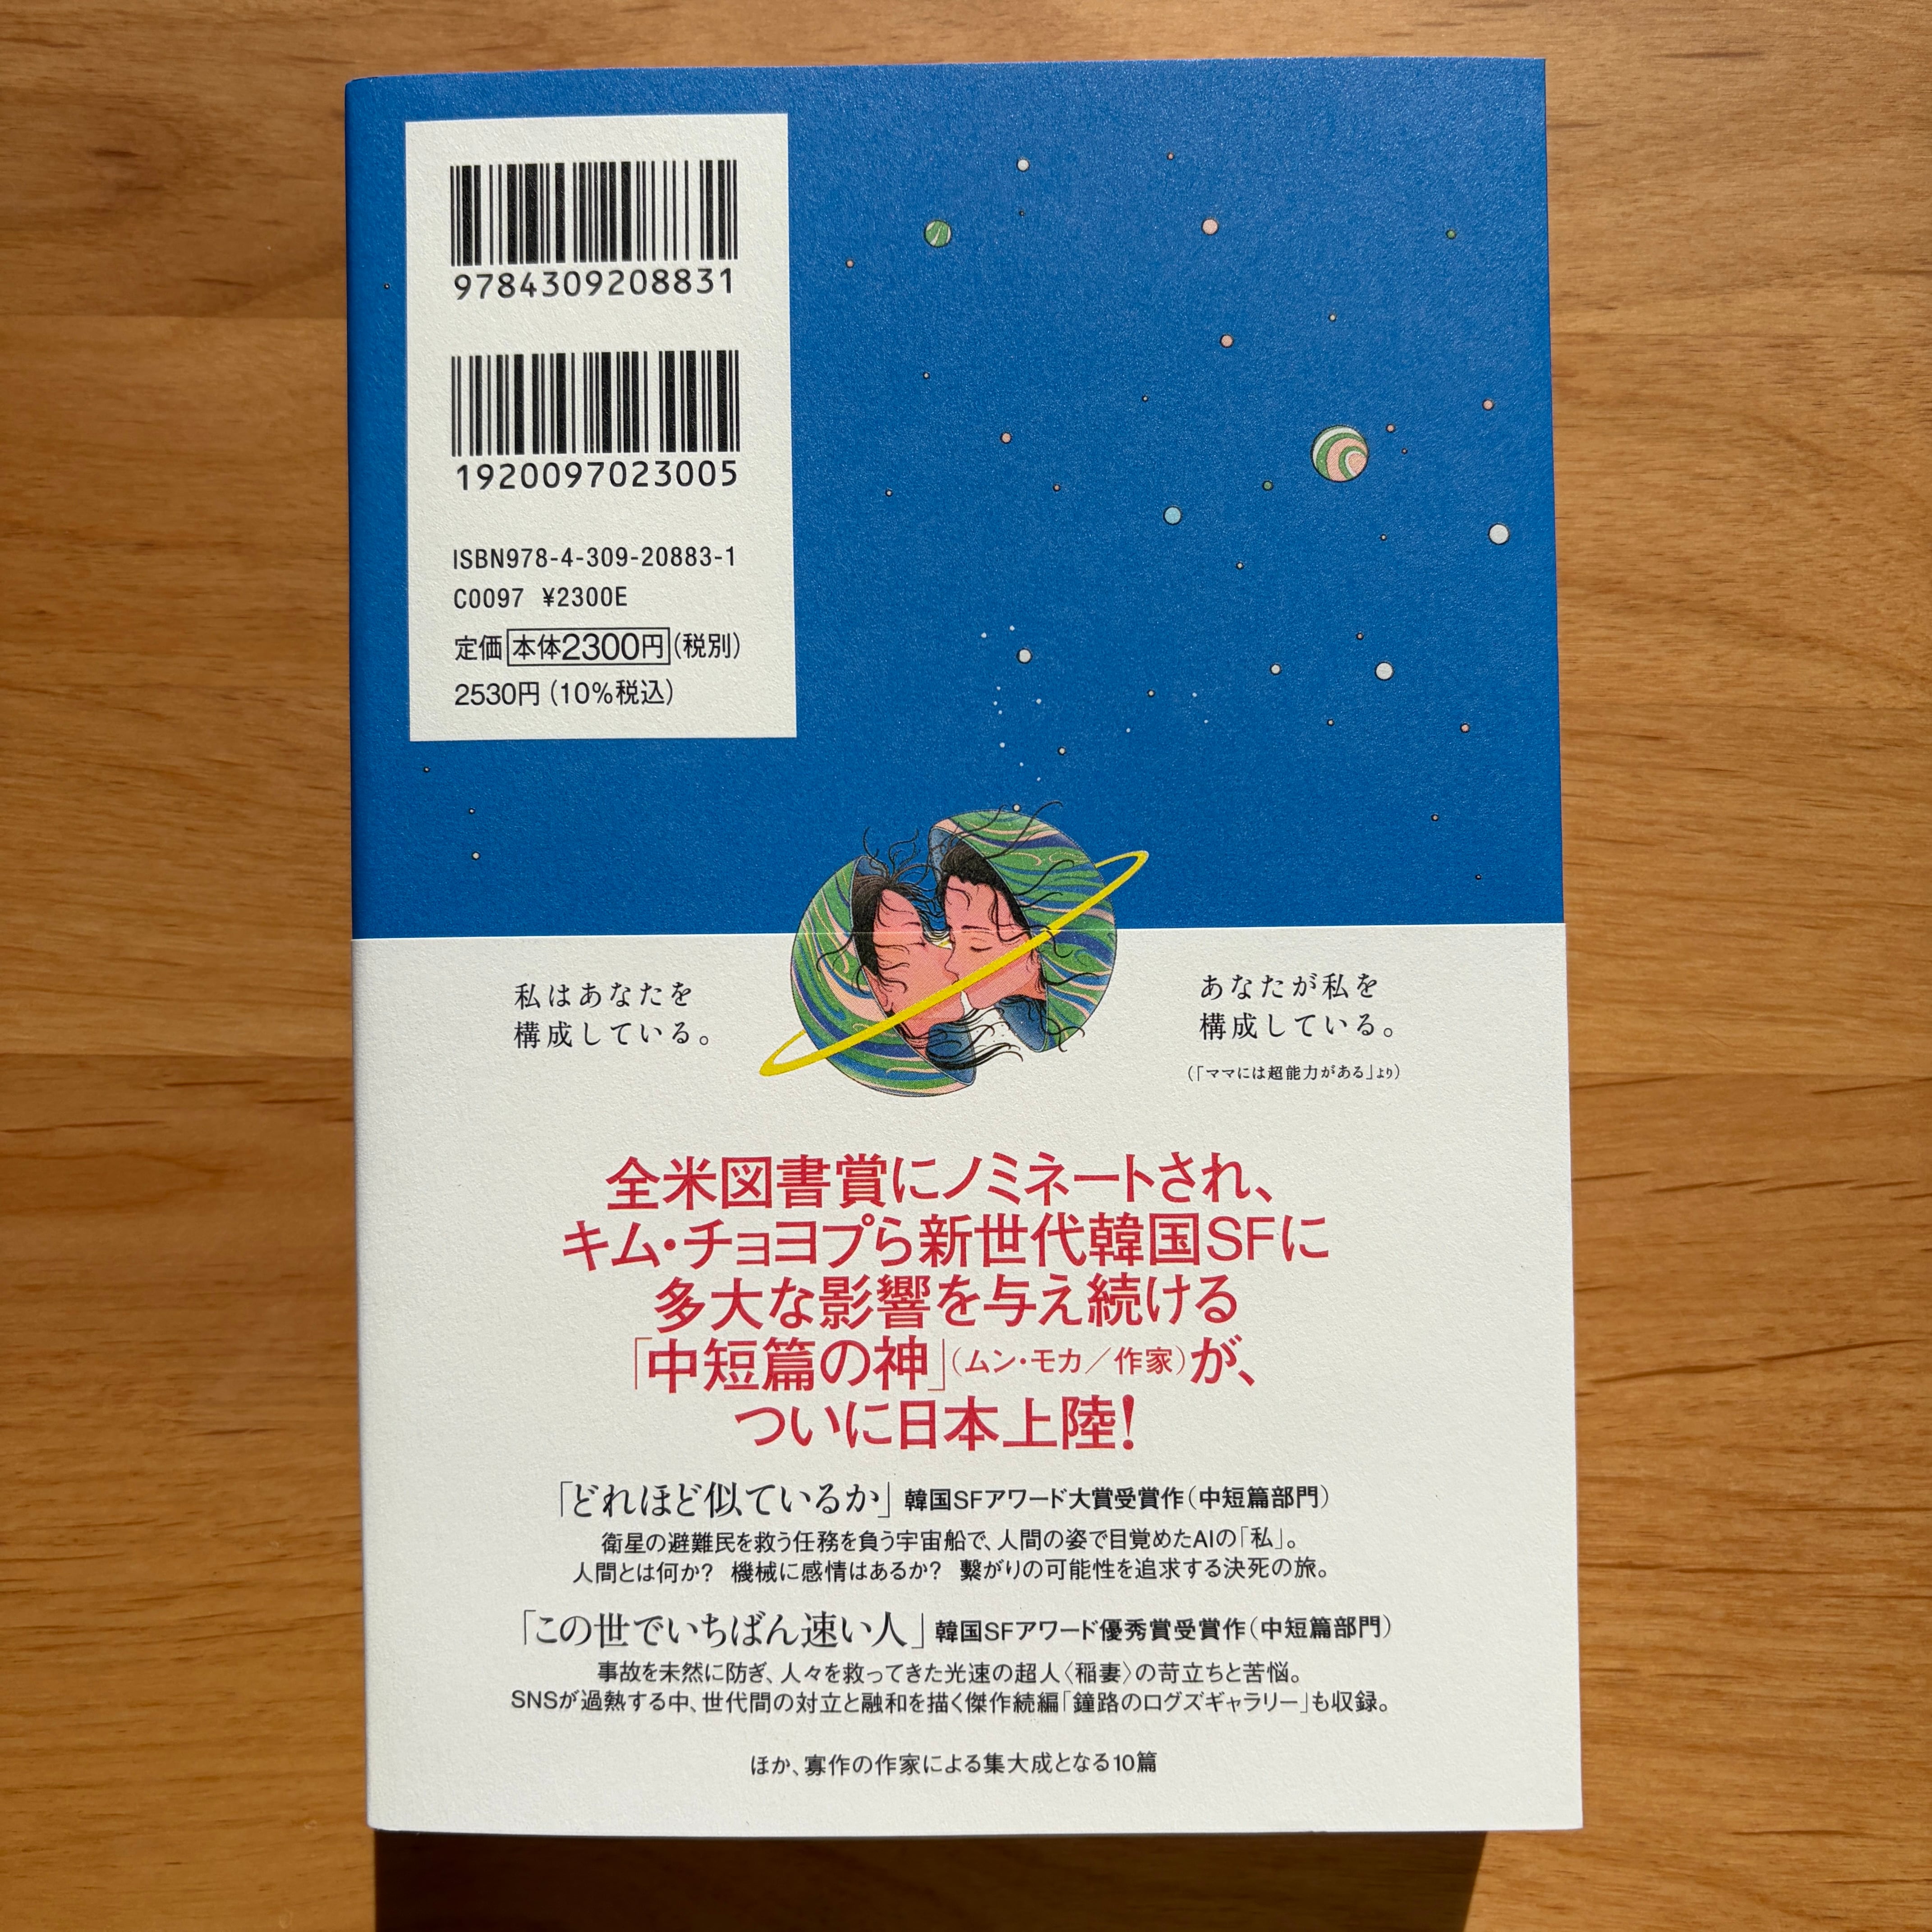 9784309208831
1920097023005
ISBN978-4-309-20883-1
C0097 ¥2300E
定価 本体2300円(税別)
2530円(10%税込)
私はあなたを
構成している。
あなたが私を
構成している。
(「ママには超能力がある」より)
全米図書賞にノミネートされ、
キム・チョヨプら新世代韓国SFに
多大な影響を与え続ける
「中短篇の神」(ムン・モカ/作家)が、
ついに日本上陸!
「どれほど似ているか」韓国SFアワード大賞受賞作(中短篇部門)
衛星の避難民を救う任務を負う宇宙船で、人間の姿で目覚めたAIの「私」。
人間とは何か? 機械に感情はあるか? 繋がりの可能性を追求する決死の旅。
「この世でいちばん速い人」韓国SFアワード優秀賞受賞作(中短篇部門)
事故を未然に防ぎ、人々を救ってきた光速の超人〈稲妻〉の苛立ちと苦悩。
SNSが過熱する中、世代間の対立と融和を描く傑作続編「鐘路のログズギャラリー」も収録。
ほか、寡作の作家による集大成となる10篇